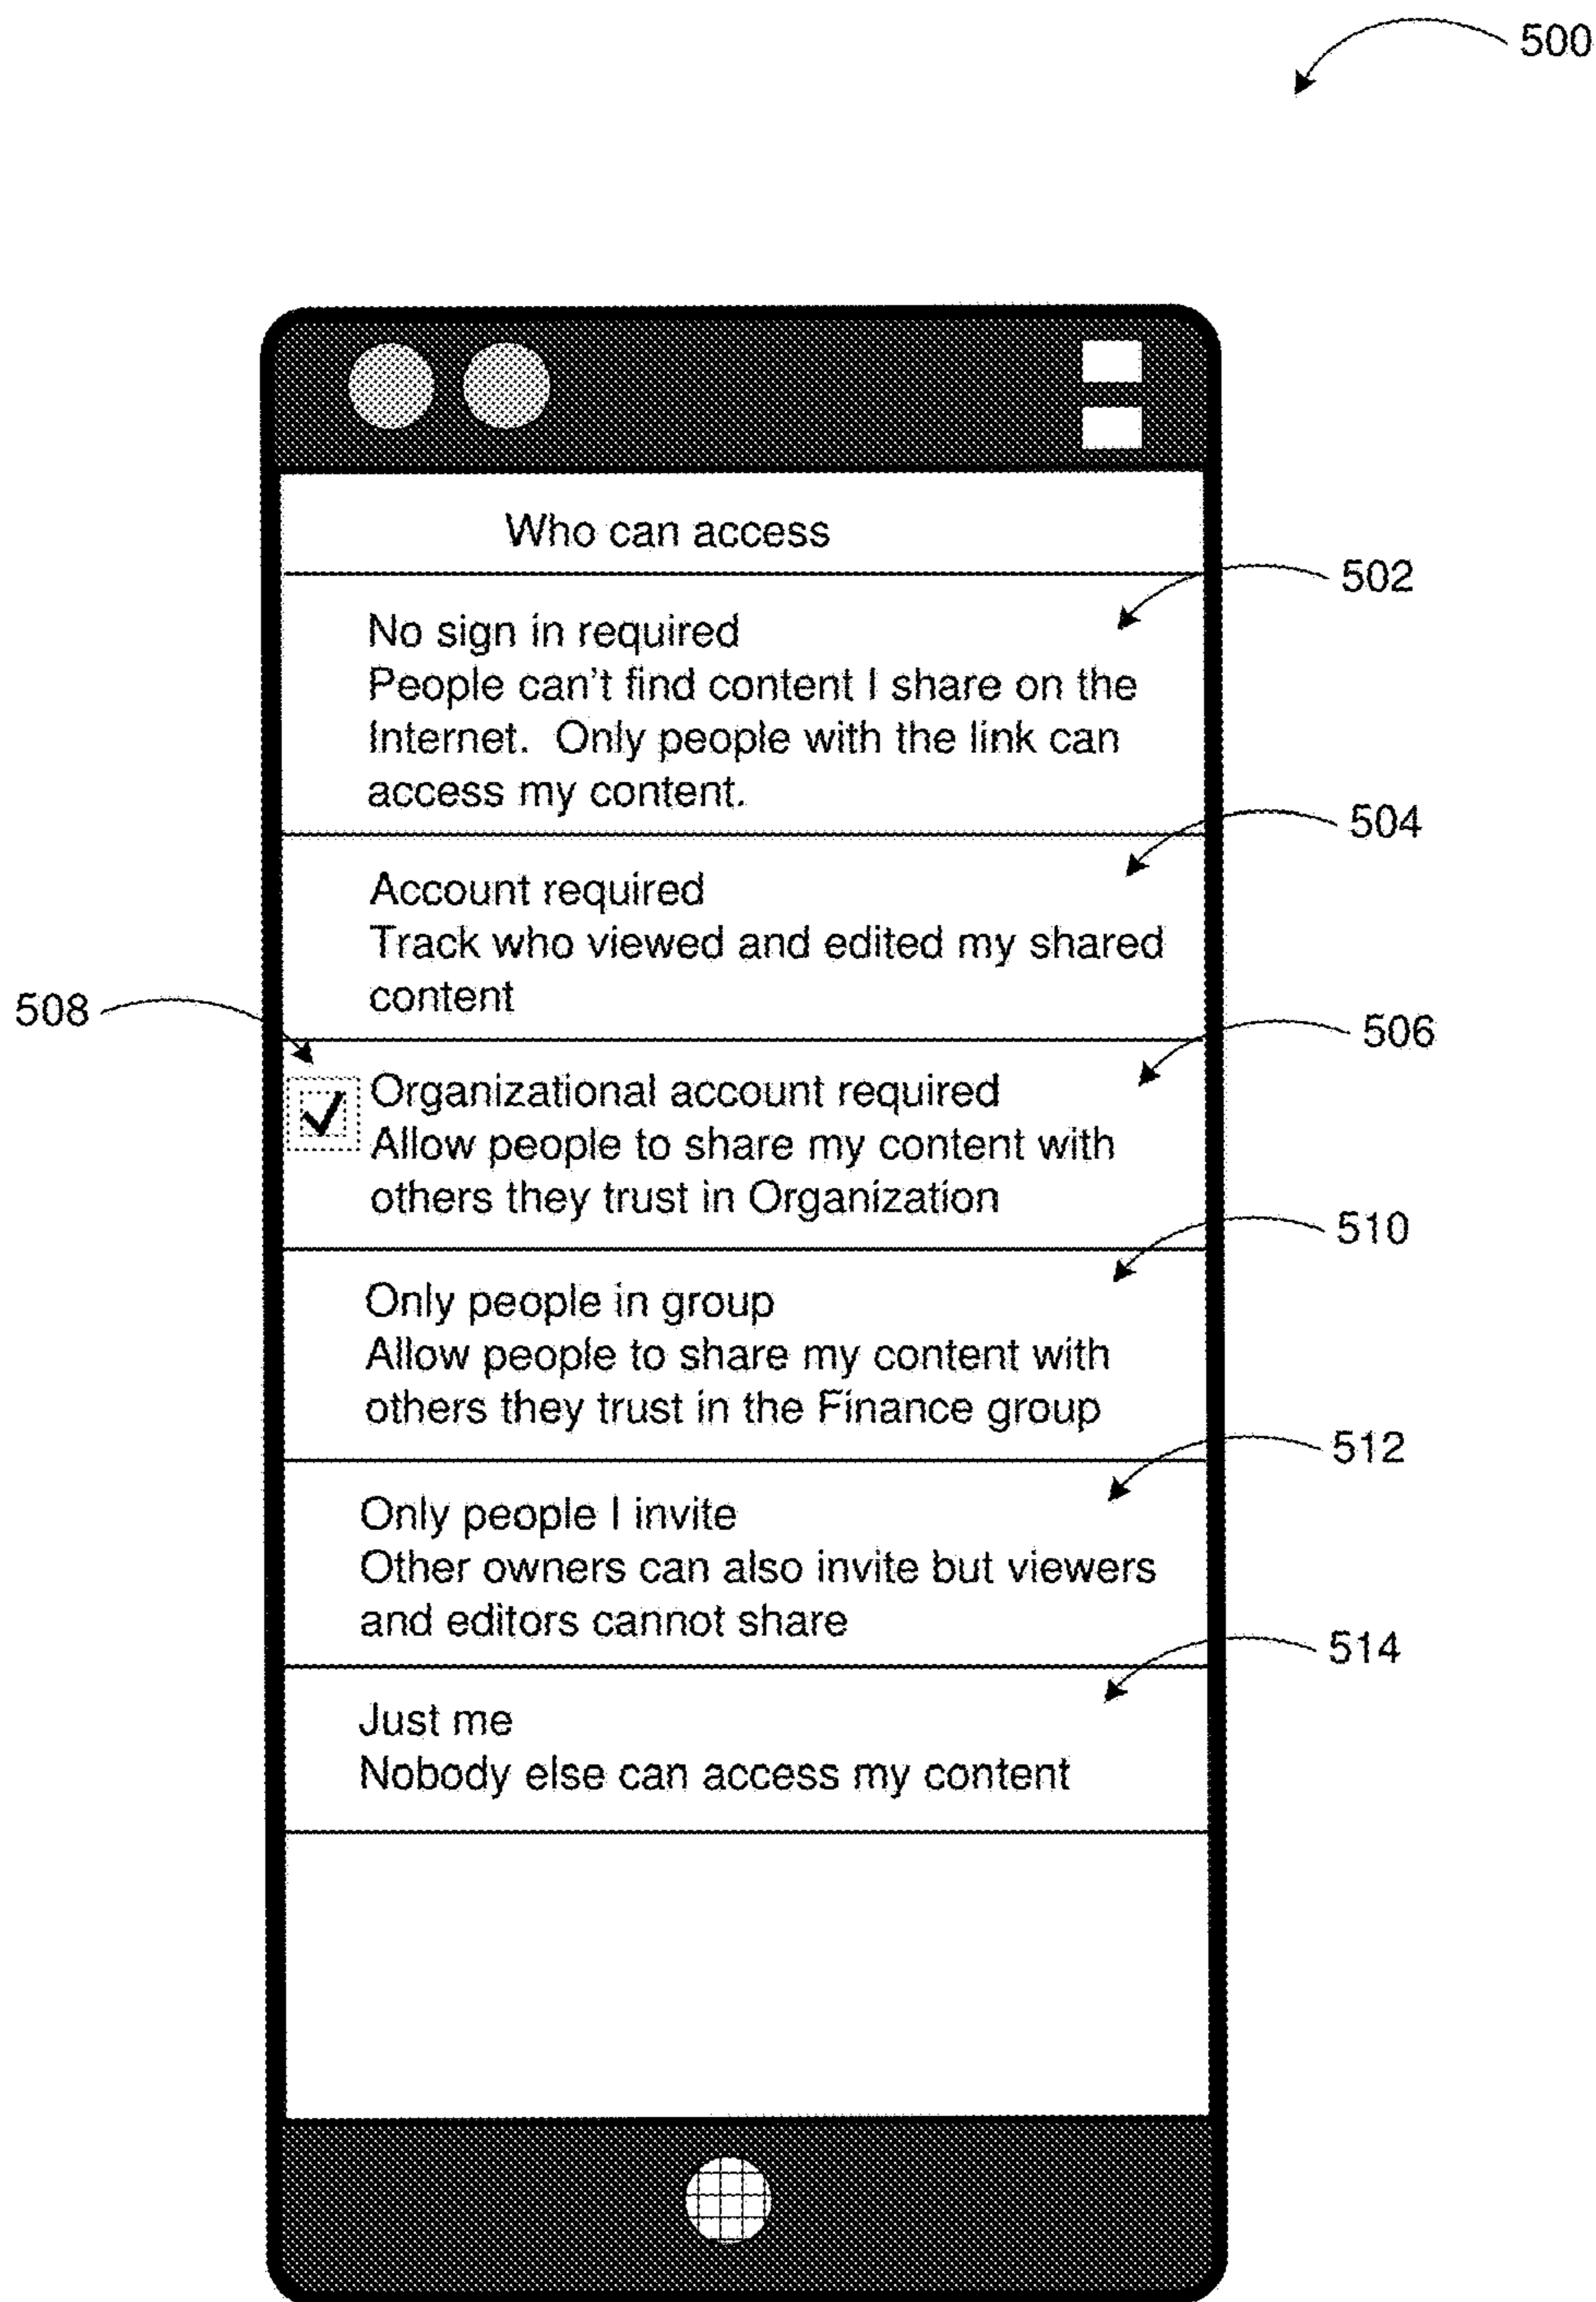 500
Who can access
502
No sign in required
People can't find content I share on the
Internet.  Only people with the link can
access my content.
504
Account required
Track who viewed and edited my shared
content
508
506
Organizational account required
Allow people to share my content with
others they trust in Organization
510
Only people in group
Allow people to share my content with
others they trust in the Finance group
512
Only people I invite
Other owners can also invite but viewers
and editors cannot share
514
Just me
Nobody else can access my content